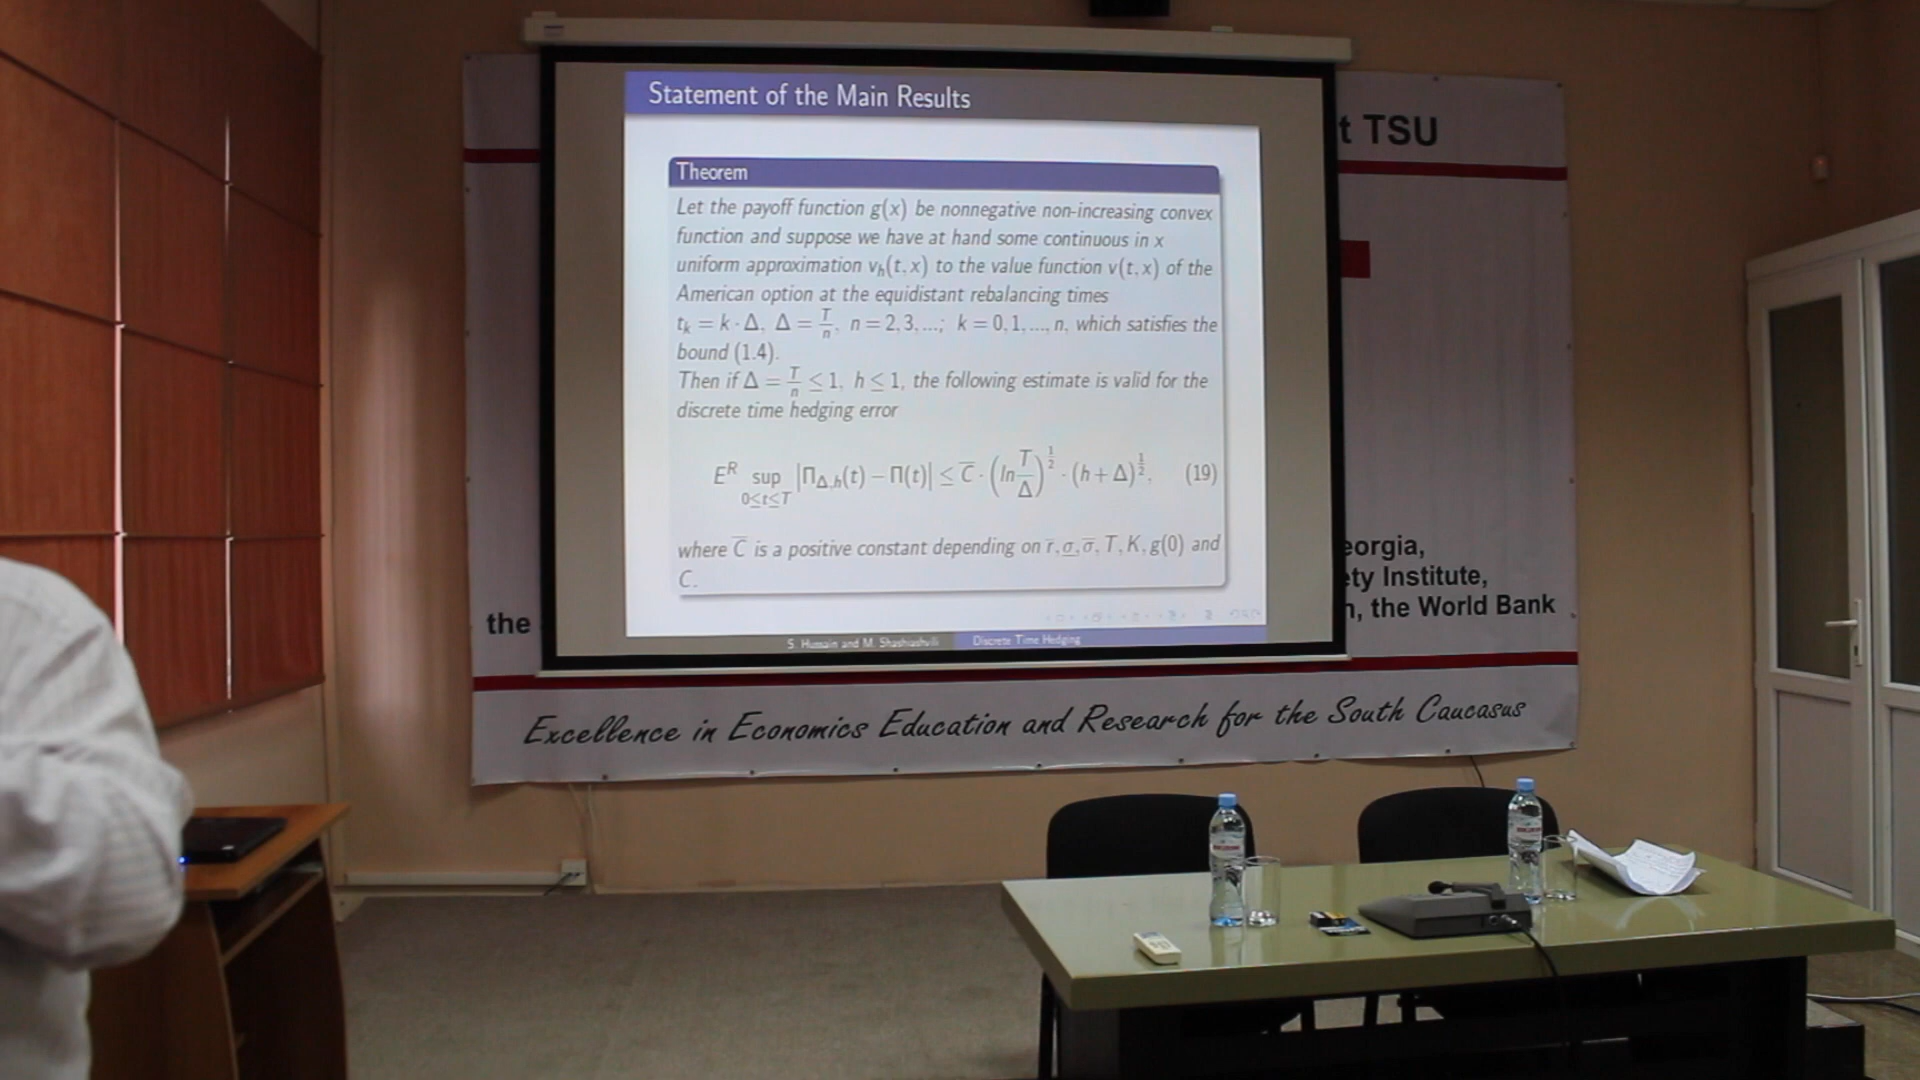 Statement of the Main Results
Theorem
Let the payoff function g(x) be nonnegative non-increasing convex
function and suppose we have at hand some continuous in x
uniform approximation vₕ(t,x) to the value function v(t,x) of the
American option at the equidistant rebalancing times
tₖ = k · Δ, Δ = T/n, n = 2,3,...; k = 0,1,...,n, which satisfies the
bound (1.4).
Then if Δ = T/n ≤ 1, h ≤ 1, the following estimate is valid for the
discrete time hedging error
E^R sup_{0≤t≤T} |Π_{Δ,h}(t) − Π(t)| ≤ C̅ · (ln T/Δ)^{1/2} · (h + Δ)^{1/2}, (19)
where C̅ is a positive constant depending on r̅, σ̲, σ̅, T, K, g(0) and
C.
S. Hussain and M. Shashiashvili
Discrete Time Hedging
t TSU
eorgia,
ety Institute,
the
n, the World Bank
Excellence in Economics Education and Research for the South Caucasus